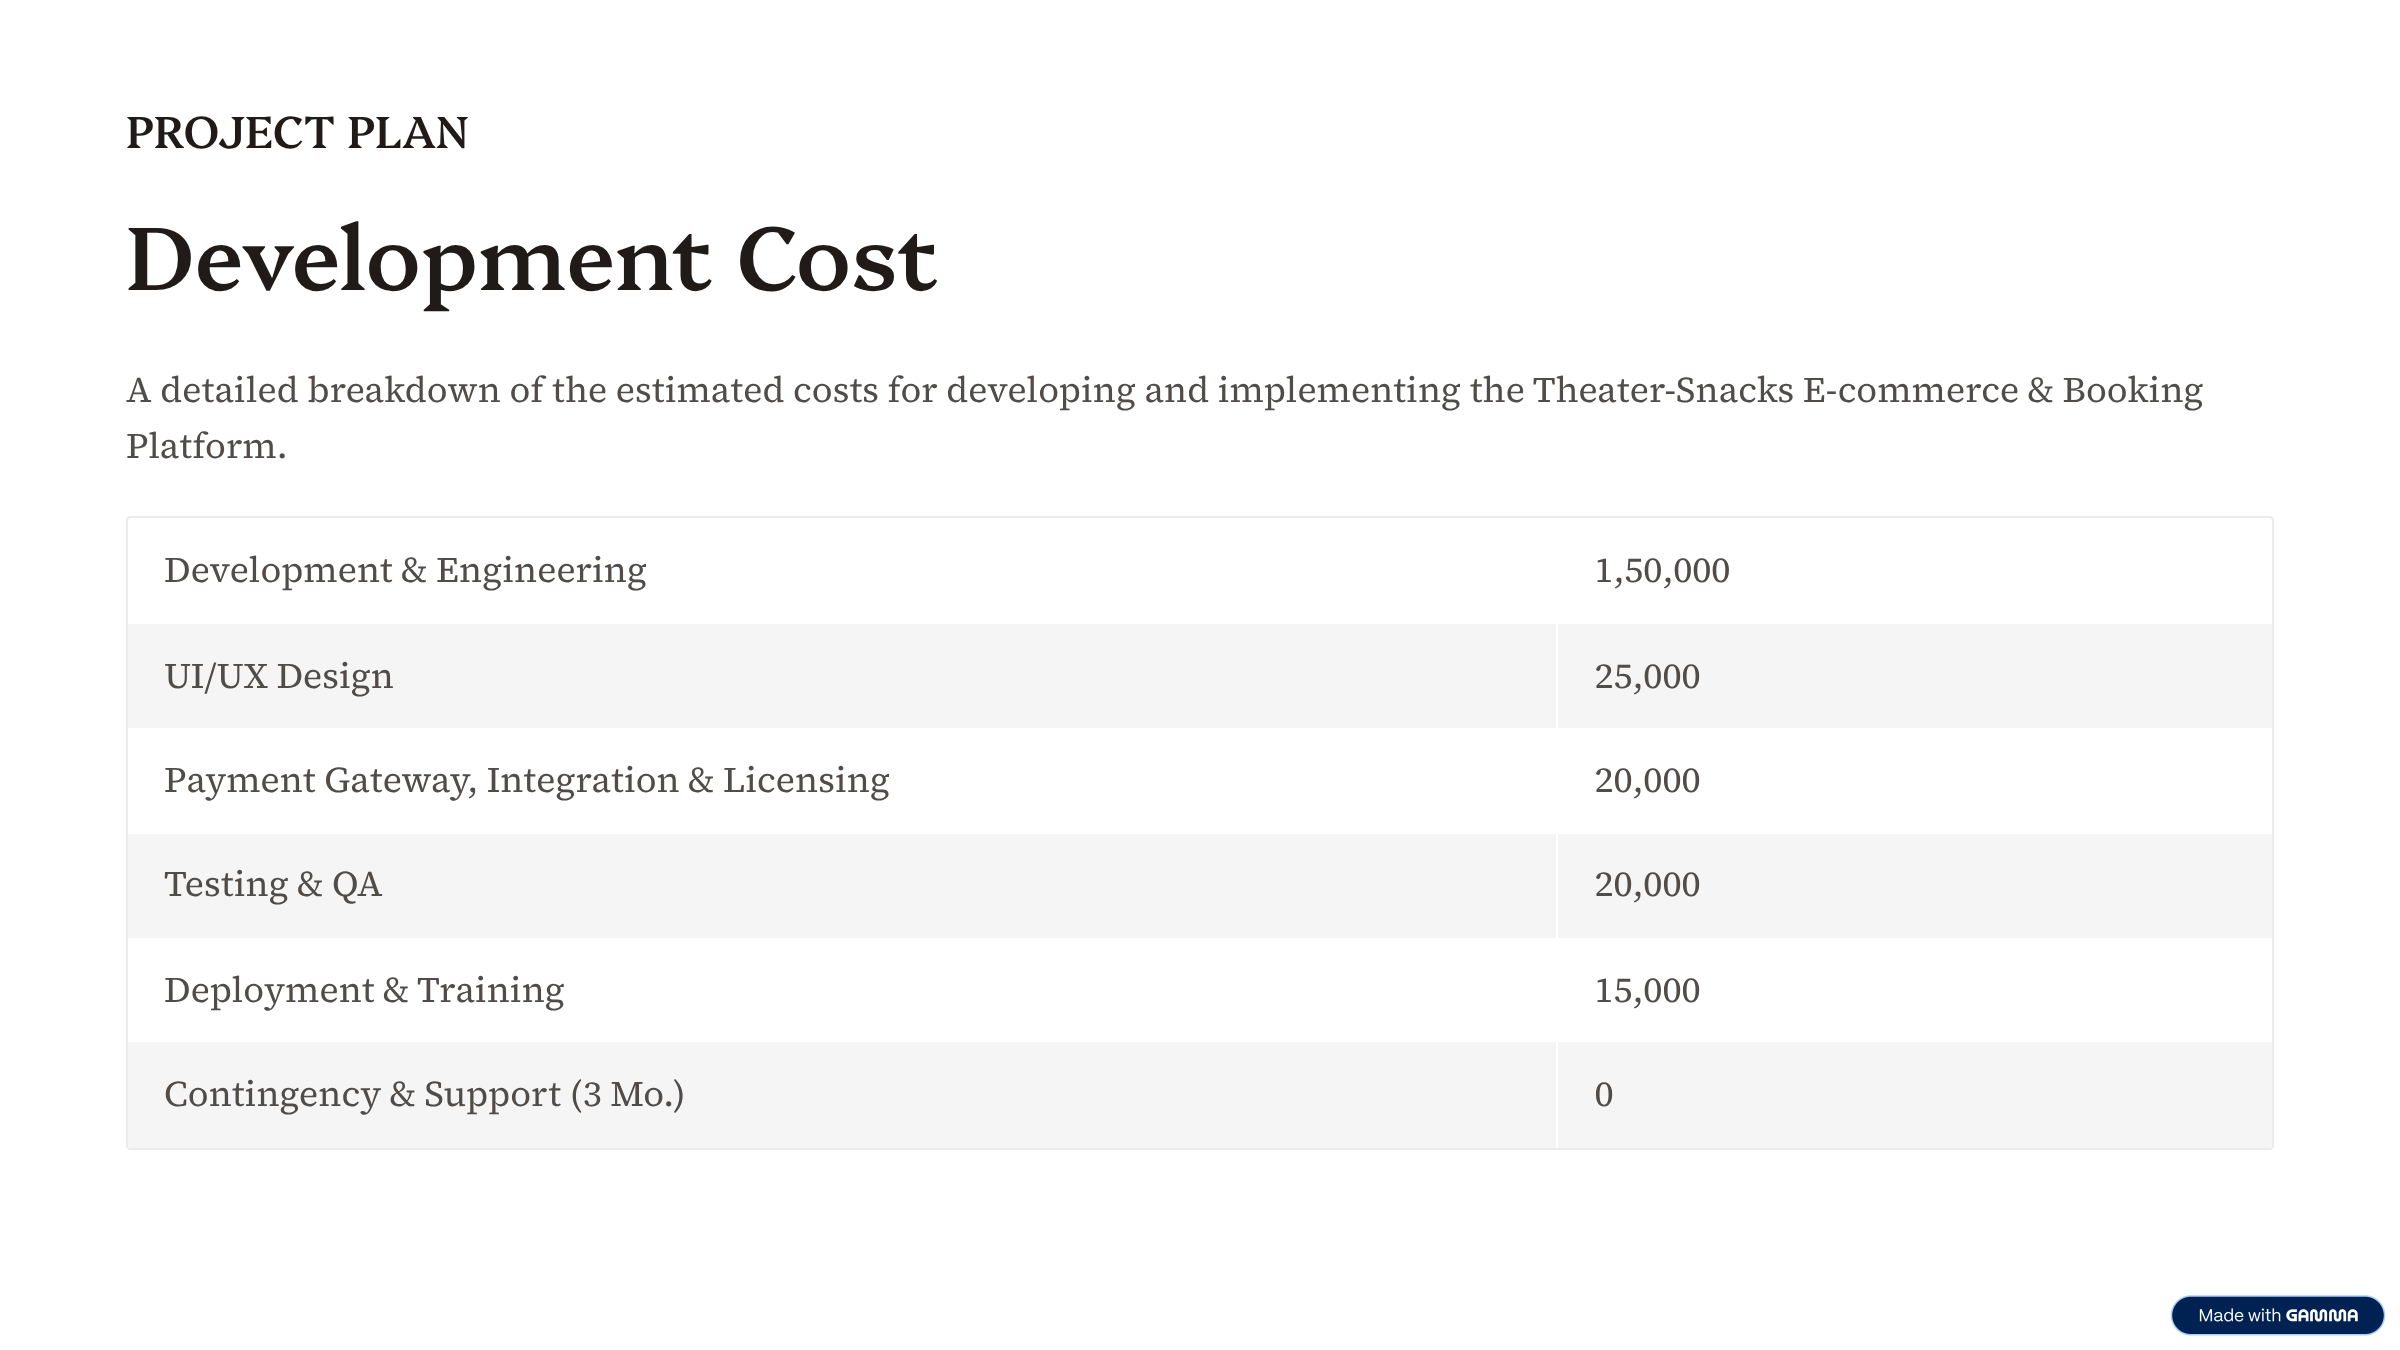 PROJECT PLAN
Development Cost
A detailed breakdown of the estimated costs for developing and implementing the Theater-Snacks E-commerce & Booking
Platform.
Development & Engineering 1,50,000
UI/UX Design 25,000
Payment Gateway, Integration & Licensing 20,000
Testing & QA 20,000
Deployment & Training 15,000
Contingency & Support (3 Mo.) 0
Made with GAMMA